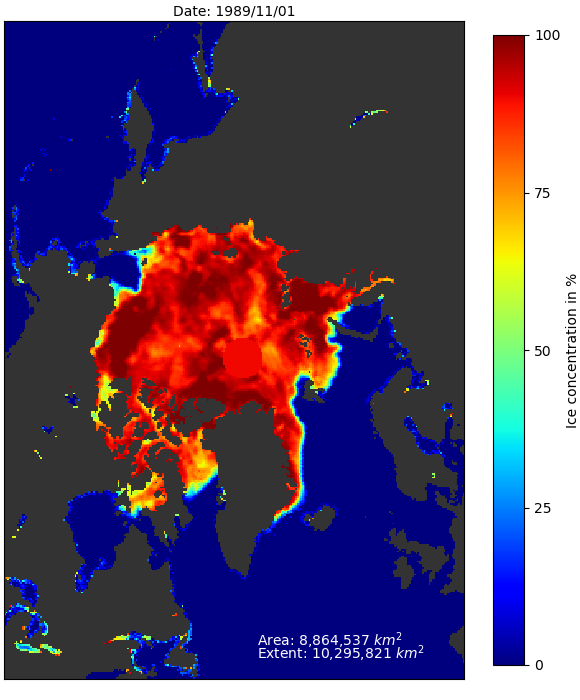 Date: 1989/11/01
100
75
50
25
0
Ice concentration in %
Area: 8,864,537 km²
Extent: 10,295,821 km²